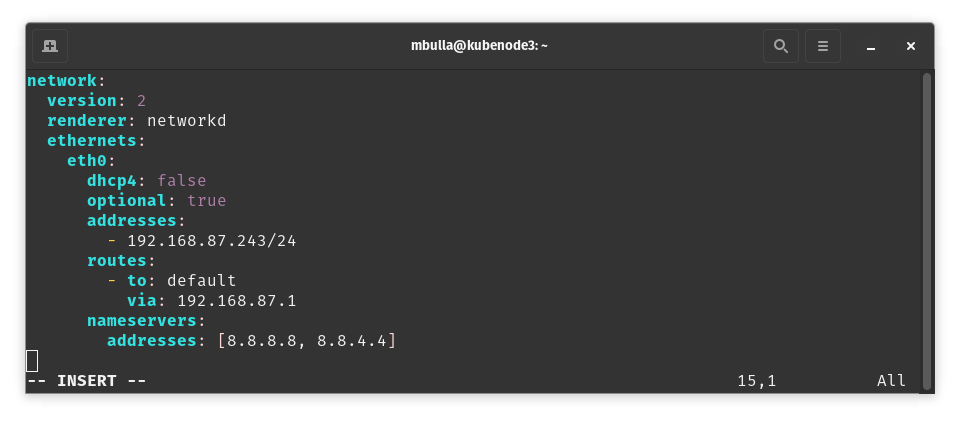 mbulla@kubenode3: ~
network:
  version: 2
  renderer: networkd
  ethernets:
    eth0:
      dhcp4: false
      optional: true
      addresses:
        - 192.168.87.243/24
      routes:
        - to: default
          via: 192.168.87.1
      nameservers:
        addresses: [8.8.8.8, 8.8.4.4]
-- INSERT -- 15,1 All